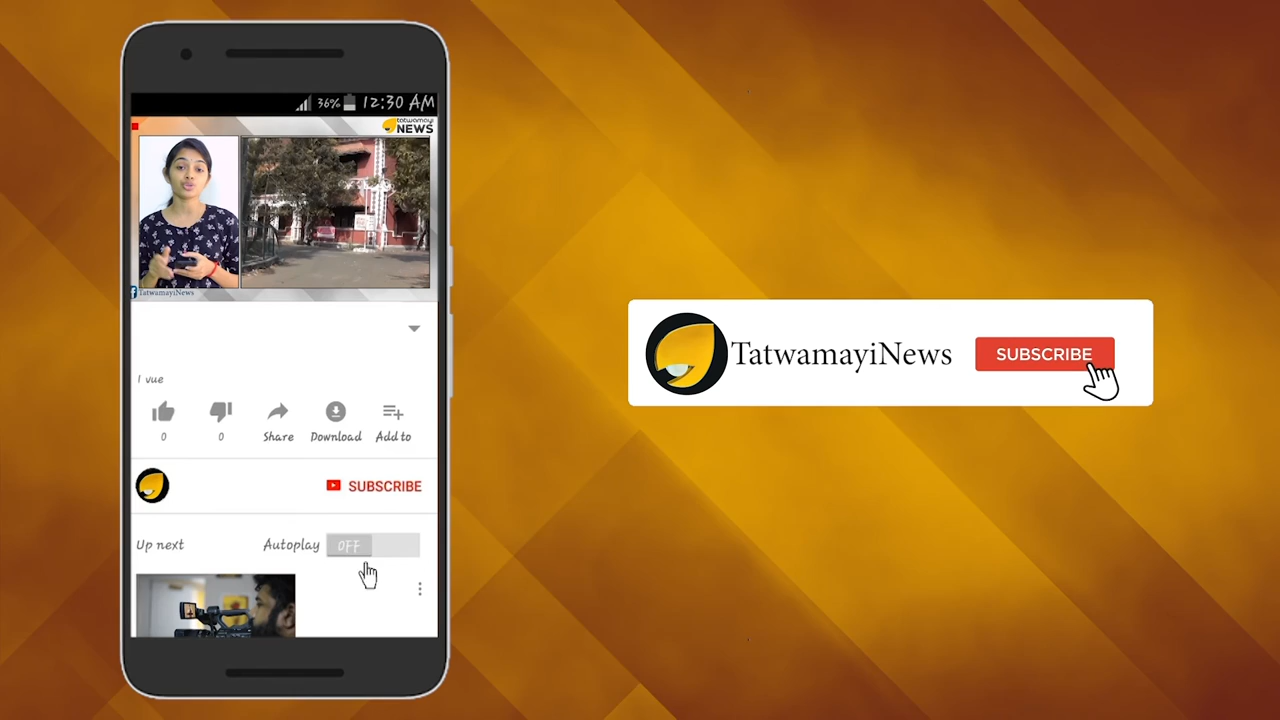 36% 12:30 AM
tatwamayi
NEWS
TatwamayiNews
1 vue
0 0 Share Download Add to
SUBSCRIBE
Up next Autoplay OFF
TatwamayiNews SUBSCRIBE